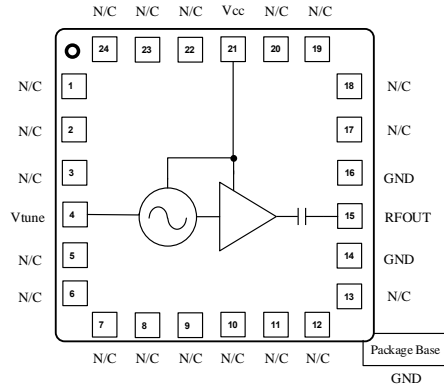 N/C N/C N/C Vcc N/C N/C
24 23 22 21 20 19
N/C 1 18 N/C
N/C 2 17 N/C
N/C 3 16 GND
Vtune 4 15 RFOUT
N/C 5 14 GND
N/C 6 13 N/C
7 8 9 10 11 12
N/C N/C N/C N/C N/C N/C
Package Base
GND